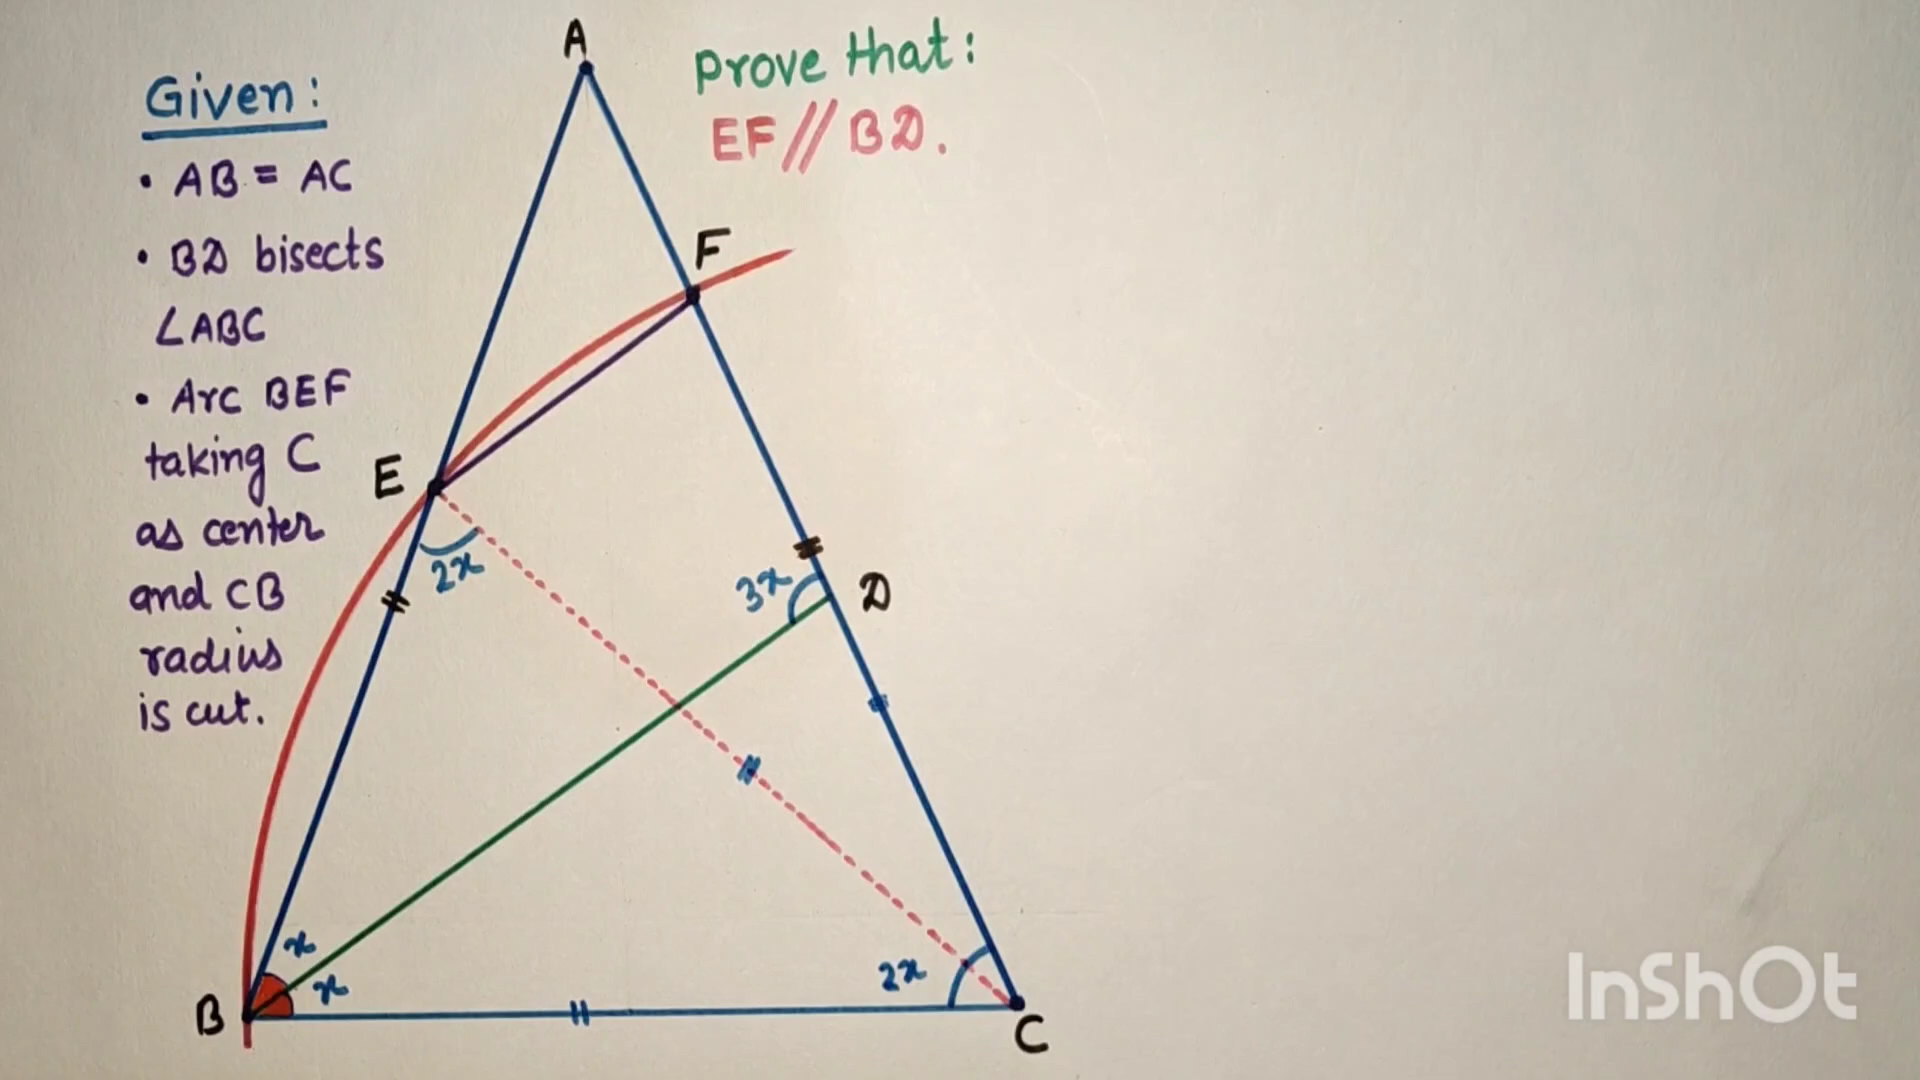 A
Prove that:
EF // BD.
Given:
• AB = AC
• BD bisects
∠ABC
• Arc BEF
taking C
as center
and CB
radius
is cut.
F
E
2x
3x
D
x
x
2x
B
C
InShOt